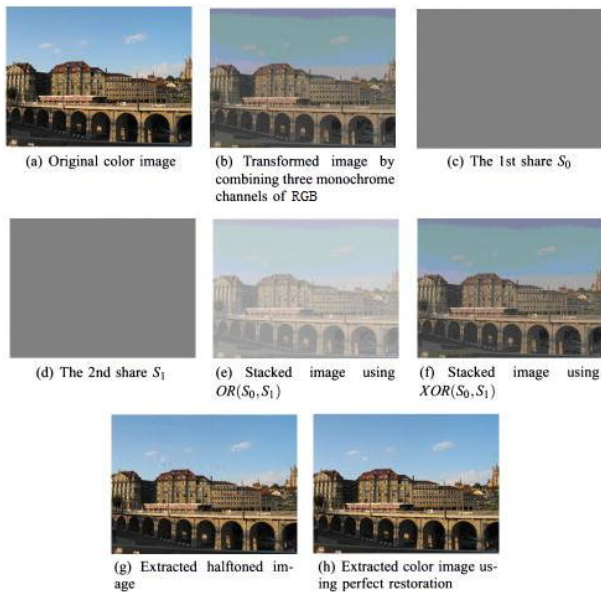 (a) Original color image
(b) Transformed image by
combining three monochrome
channels of RGB
(c) The 1st share S₀
(d) The 2nd share S₁
(e) Stacked image using
OR(S₀,S₁)
(f) Stacked image using
XOR(S₀,S₁)
(g) Extracted halftoned im-
age
(h) Extracted color image us-
ing perfect restoration